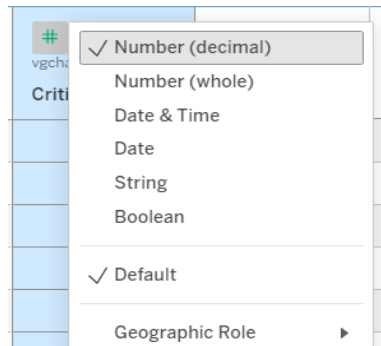 #
vgcha
Criti
✓ Number (decimal)
Number (whole)
Date & Time
Date
String
Boolean
✓ Default
Geographic Role